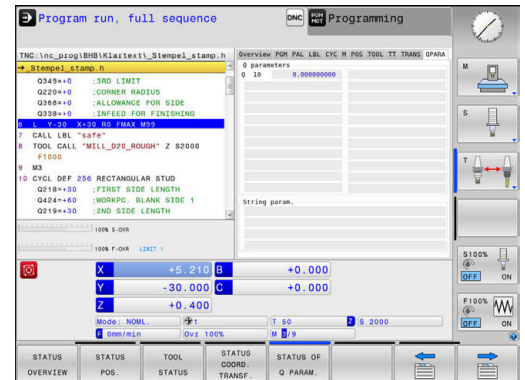 Program run, full sequence
DNC
PGM MGT
Programming
TNC:\nc_prog\BHB\Klartext\_Stempel_stamp.h
→_Stempel_stamp.h
Q349=+0 ;3RD LIMIT
Q220=+0 ;CORNER RADIUS
Q368=+0 ;ALLOWANCE FOR SIDE
Q338=+0 ;INFEED FOR FINISHING
6 L Y-30 X+30 R0 FMAX M99
7 CALL LBL "safe"
8 TOOL CALL "MILL_D20_ROUGH" Z S2000
F1000
9 M3
10 CYCL DEF 256 RECTANGULAR STUD
Q218=+30 ;FIRST SIDE LENGTH
Q424=+60 ;WORKPC. BLANK SIDE 1
Q219=+30 ;2ND SIDE LENGTH
100% S-OVR
100% F-OVR LIMIT 1
Overview PGM PAL LBL CYC M POS TOOL TT TRANS QPARA
Q parameters
Q 10 0.000000000
String param.
X +5.210 B +0.000
Y -30.000 C +0.000
Z +0.400
Mode: NOML. 1 T 50 Z S 2000
F 0mm/min Ovr 100% M 5/9
M
S
T
S100%
OFF ON
F100%
OFF ON
STATUS OVERVIEW
STATUS POS.
TOOL STATUS
STATUS COORD. TRANSF.
STATUS OF Q PARAM.